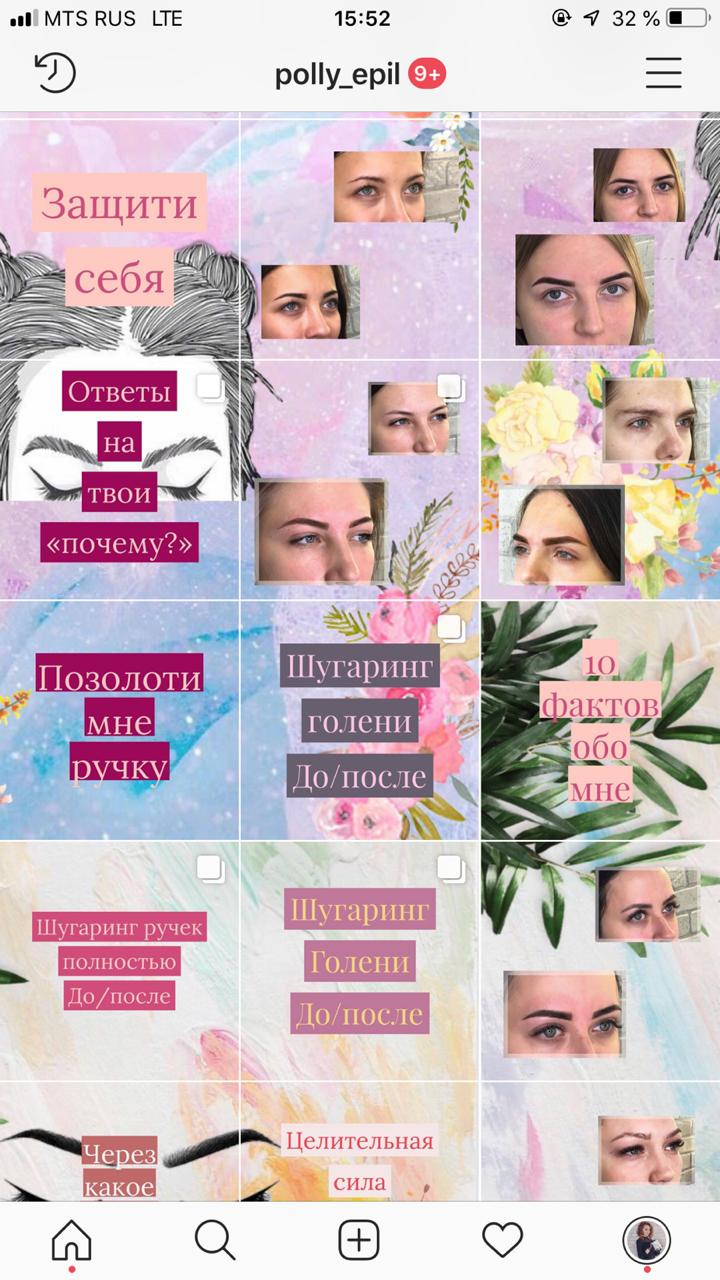 MTS RUS LTE 15:52 32 %
polly_epil 9+
Защити
себя
Ответы
на
твои
«почему?»
Позолоти
мне
ручку
Шугаринг
голени
До/после
10
фактов
обо
мне
Шугаринг ручек
полностью
До/после
Шугаринг
Голени
До/после
Через
какое
Целительная
сила